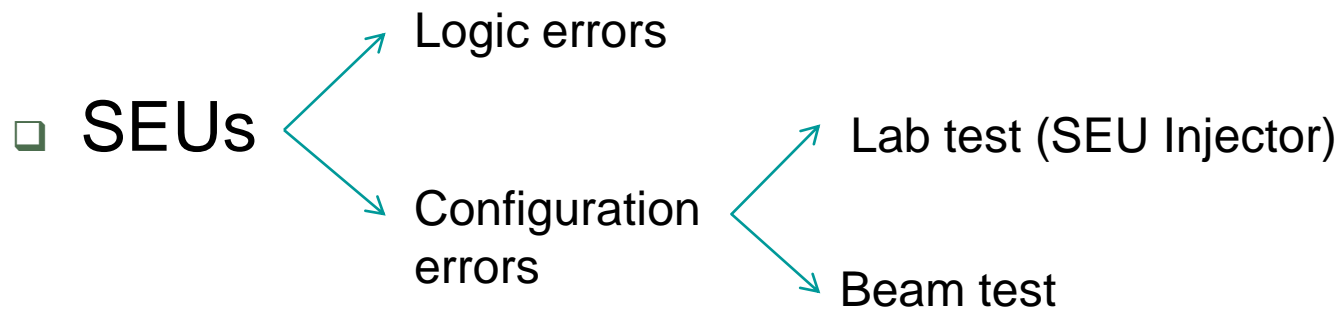 Logic errors
SEUs
Lab test (SEU Injector)
Configuration
errors
Beam test